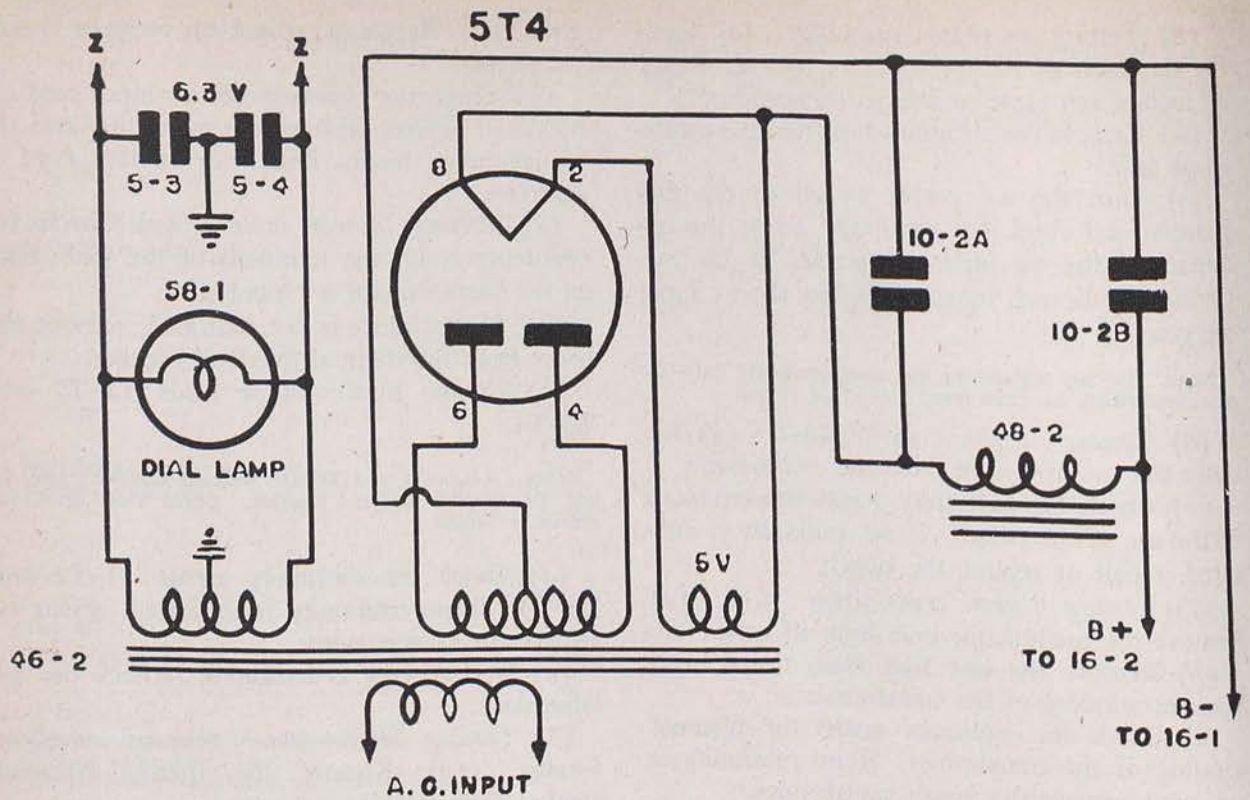 5T4
Z Z
6.3 V
5-3 5-4
8 2
10-2A
10-2B
58-1
6 4
48-2
DIAL LAMP
5V
46-2
B+
TO 16-2
B-
TO 16-1
A.C. INPUT